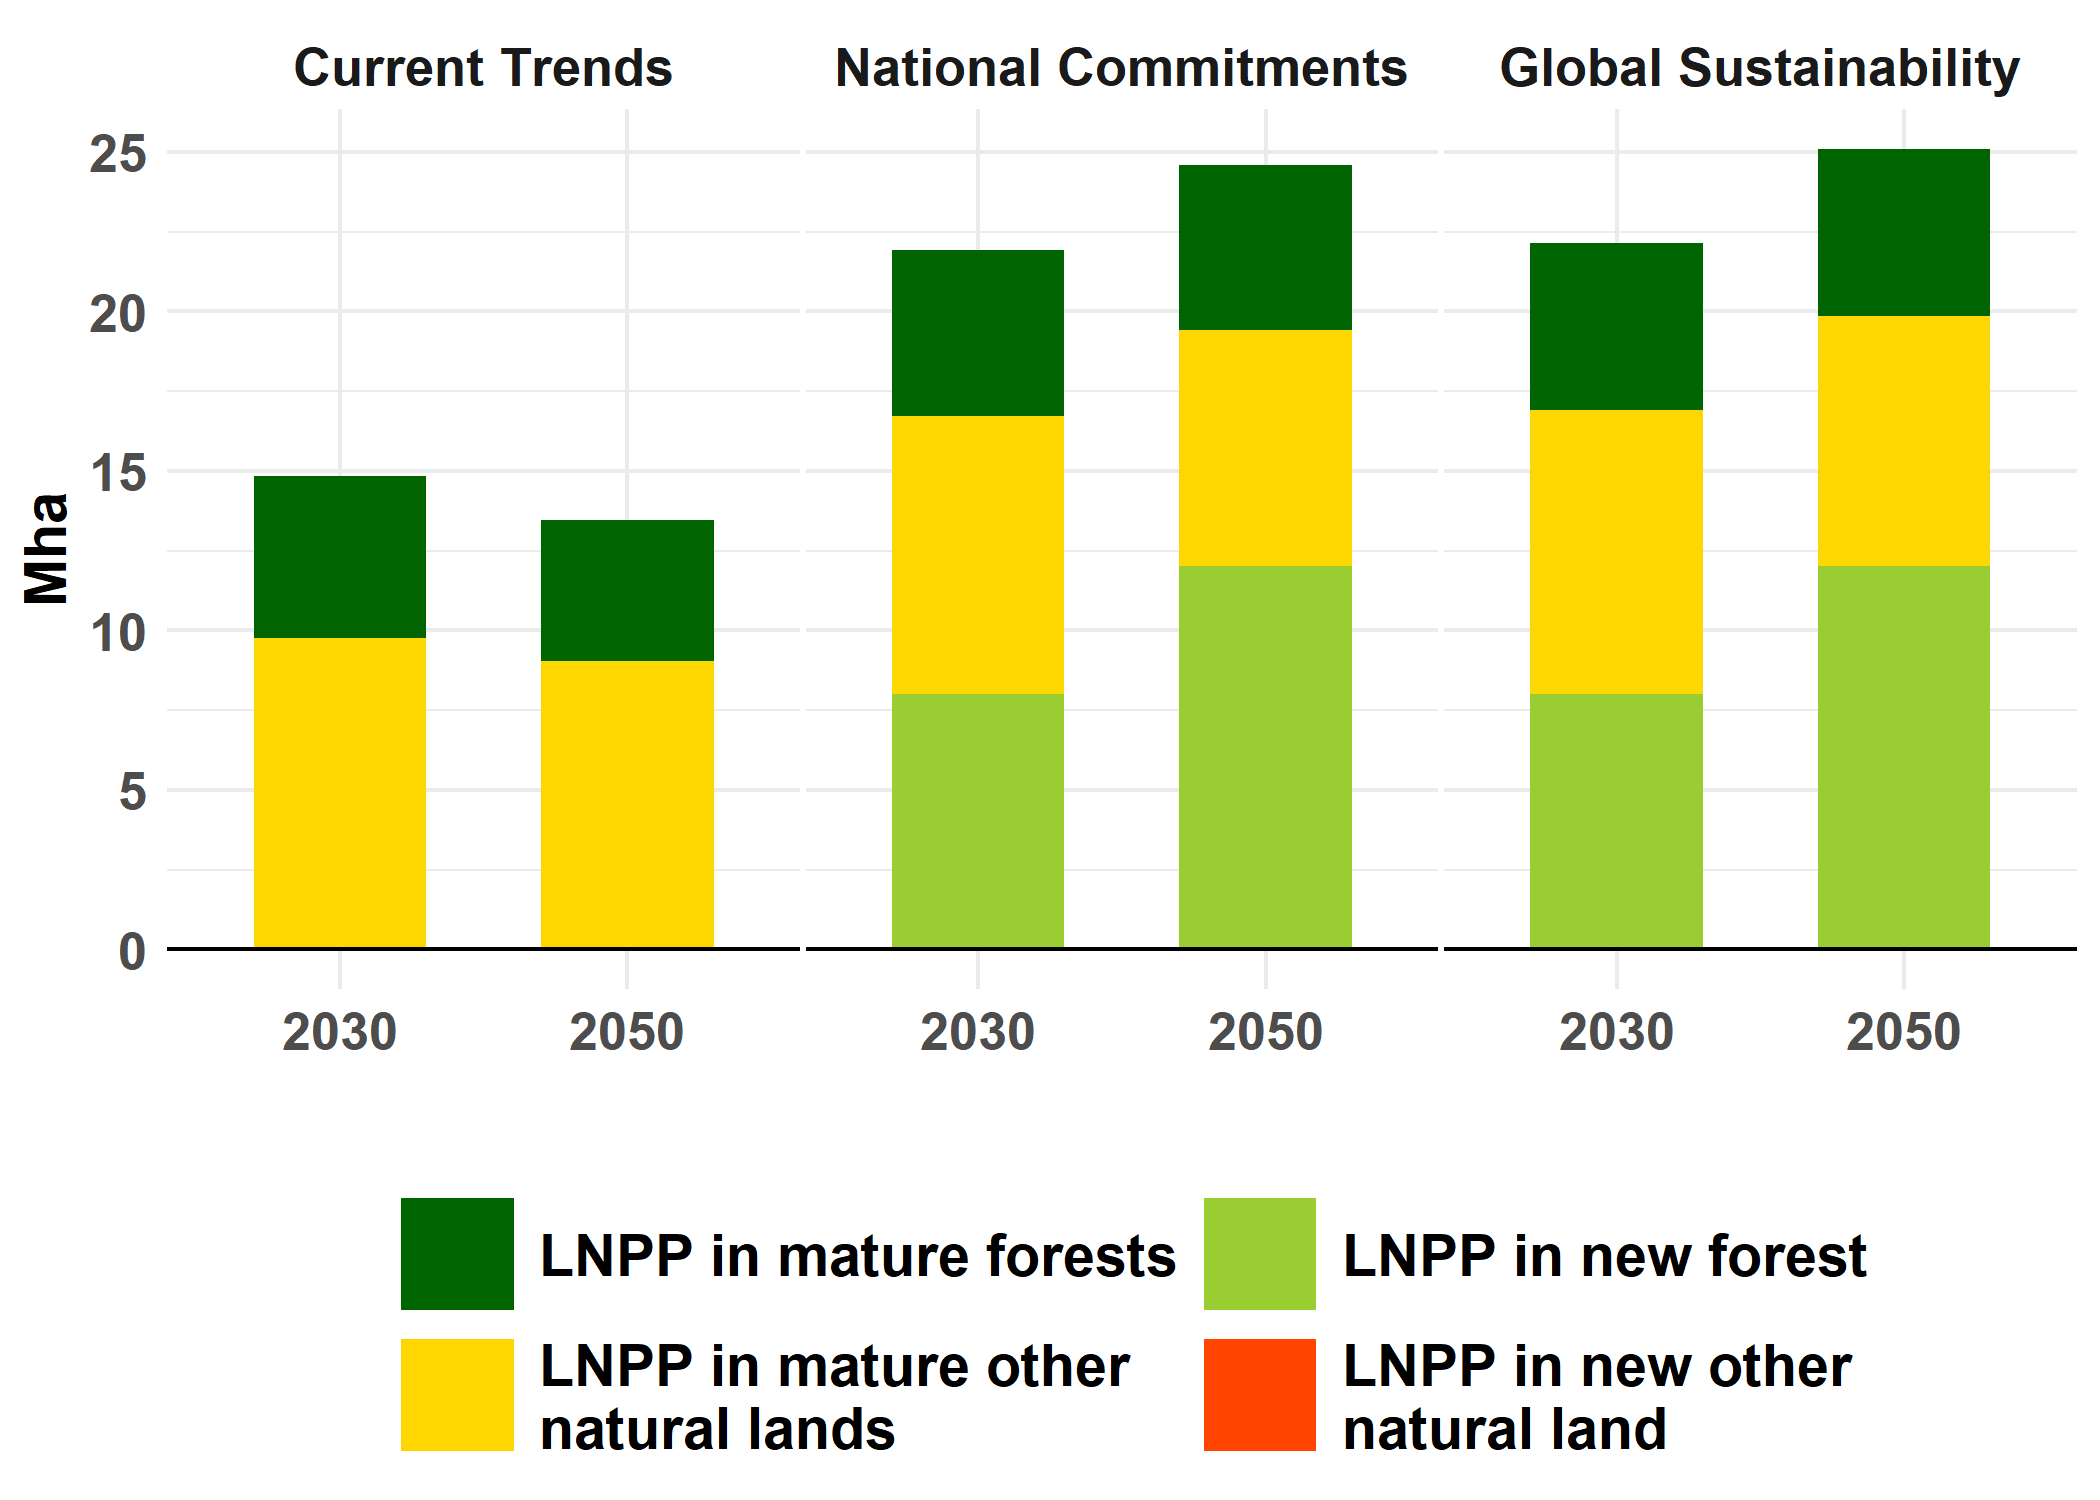 Current Trends
National Commitments
Global Sustainability
25
20
15
10
5
0
Mha
2030
2050
2030
2050
2030
2050
LNPP in mature forests
LNPP in new forest
LNPP in mature other
natural lands
LNPP in new other
natural land